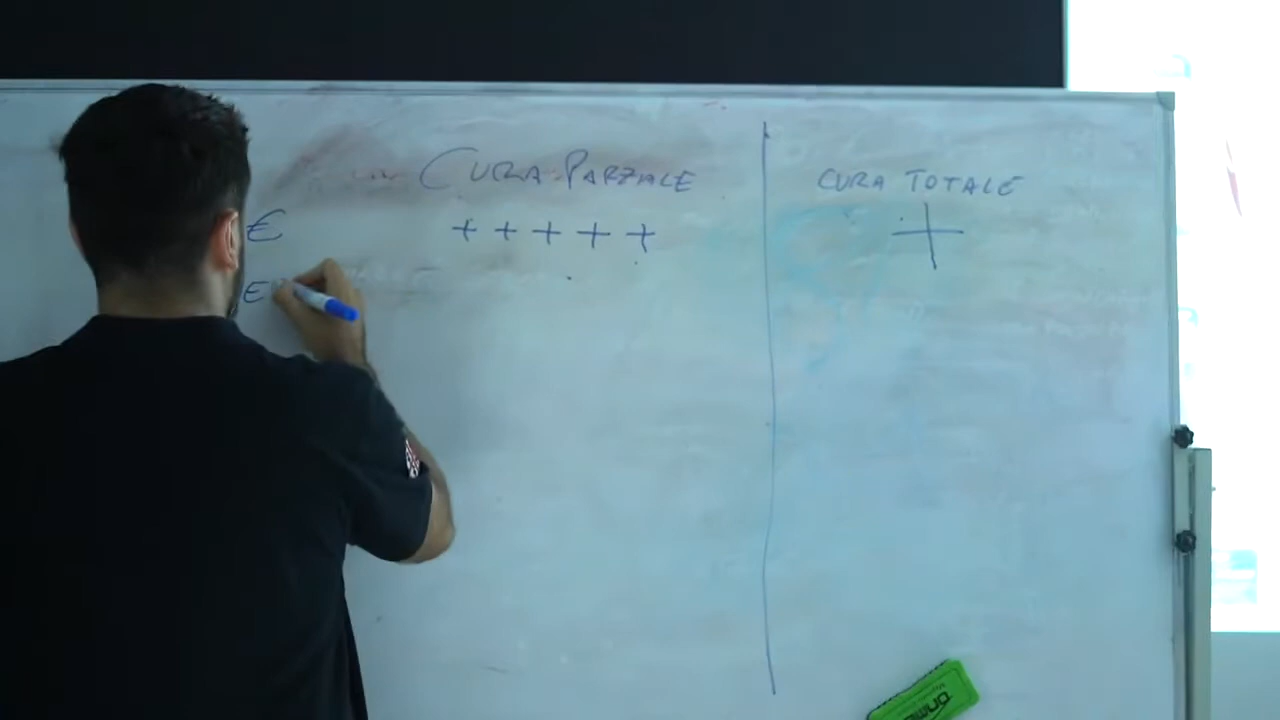 CURA PARZIALE
CURA TOTALE
€ + + + + + +
E